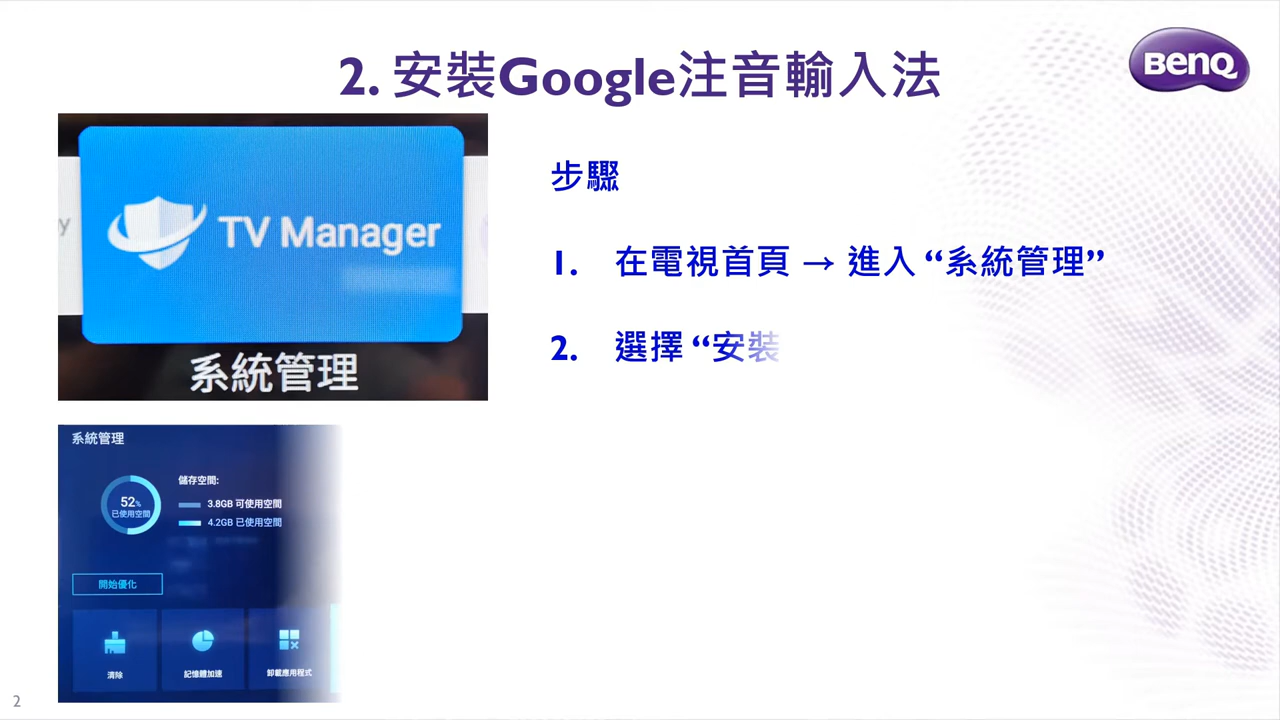 2. 安裝Google注音輸入法
BenQ
TV Manager
系統管理
步驟
1. 在電視首頁 → 進入 “系統管理”
2. 選擇 “安裝
系統管理
52%
已使用空間
儲存空間:
3.8GB 可使用空間
4.2GB 已使用空間
開始優化
清除
記憶體加速
卸載應用程式
2